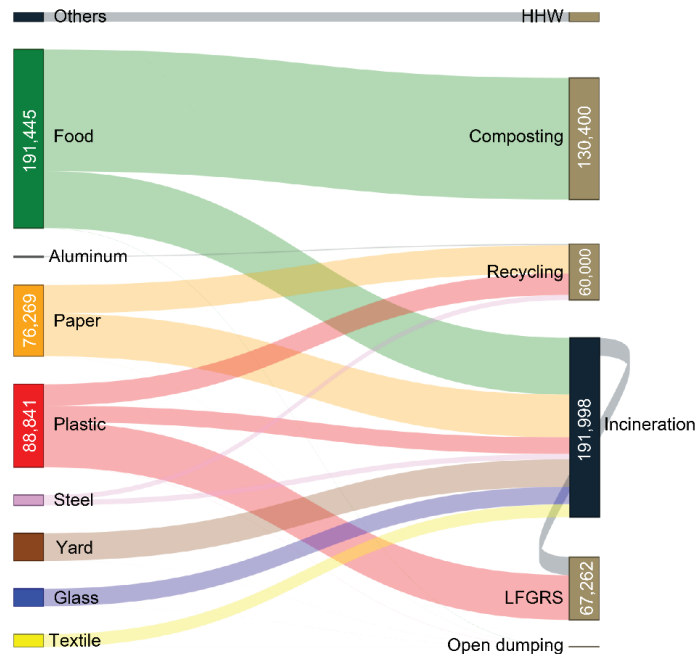 Others
HHW
191,445
Food
Composting
130,400
Aluminum
Recycling
60,000
76,269
Paper
88,841
Plastic
191,998
Incineration
Steel
Yard
Glass
LFGRS
67,262
Textile
Open dumping